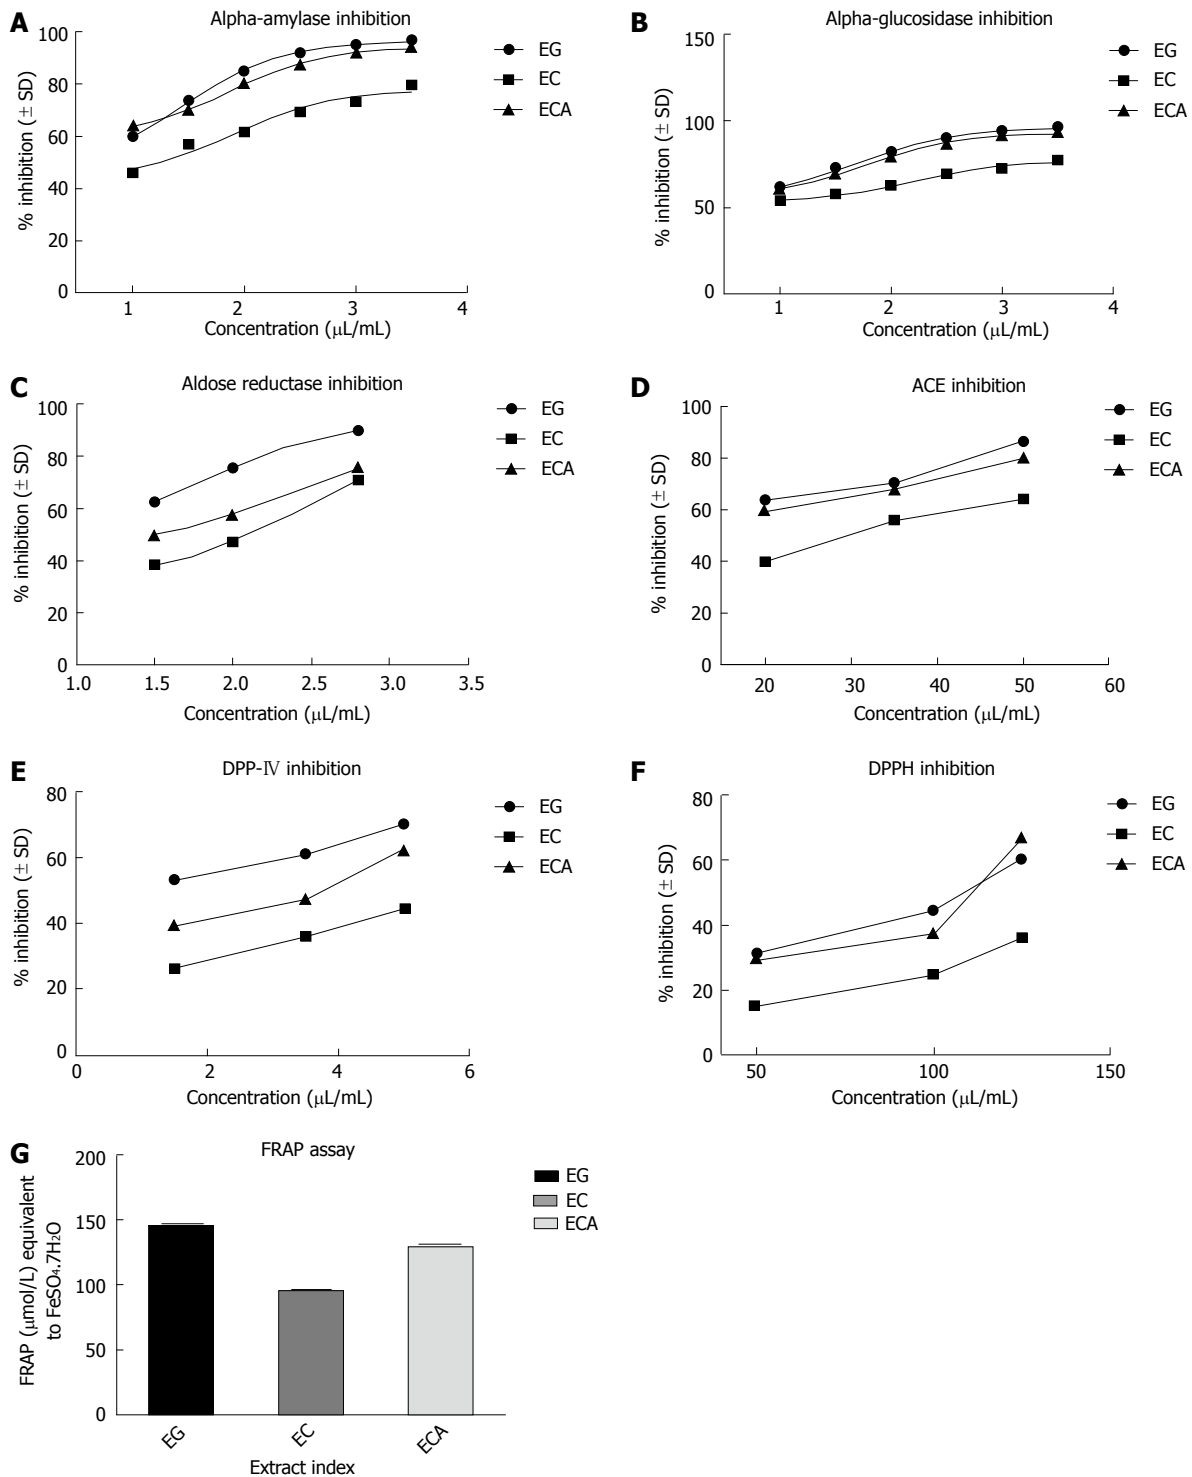 A
Alpha-amylase inhibition
% inhibition (± SD)
100
80
60
40
20
0
1 2 3 4
Concentration (μL/mL)
EG
EC
ECA
B
Alpha-glucosidase inhibition
% inhibition (± SD)
150
100
50
0
1 2 3 4
Concentration (μL/mL)
EG
EC
ECA
C
Aldose reductase inhibition
% inhibition (± SD)
100
80
60
40
20
0
1.0 1.5 2.0 2.5 3.0 3.5
Concentration (μL/mL)
EG
EC
ECA
D
ACE inhibition
% inhibition (± SD)
100
80
60
40
20
0
20 30 40 50 60
Concentration (μL/mL)
EG
EC
ECA
E
DPP-Ⅳ inhibition
% inhibition (± SD)
80
60
40
20
0
0 2 4 6
Concentration (μL/mL)
EG
EC
ECA
F
DPPH inhibition
% inhibition (± SD)
80
60
40
20
0
50 100 150
Concentration (μL/mL)
EG
EC
ECA
G
FRAP assay
FRAP (μmol/L) equivalent
to FeSO₄.7H₂O
200
150
100
50
0
EG EC ECA
Extract index
EG
EC
ECA